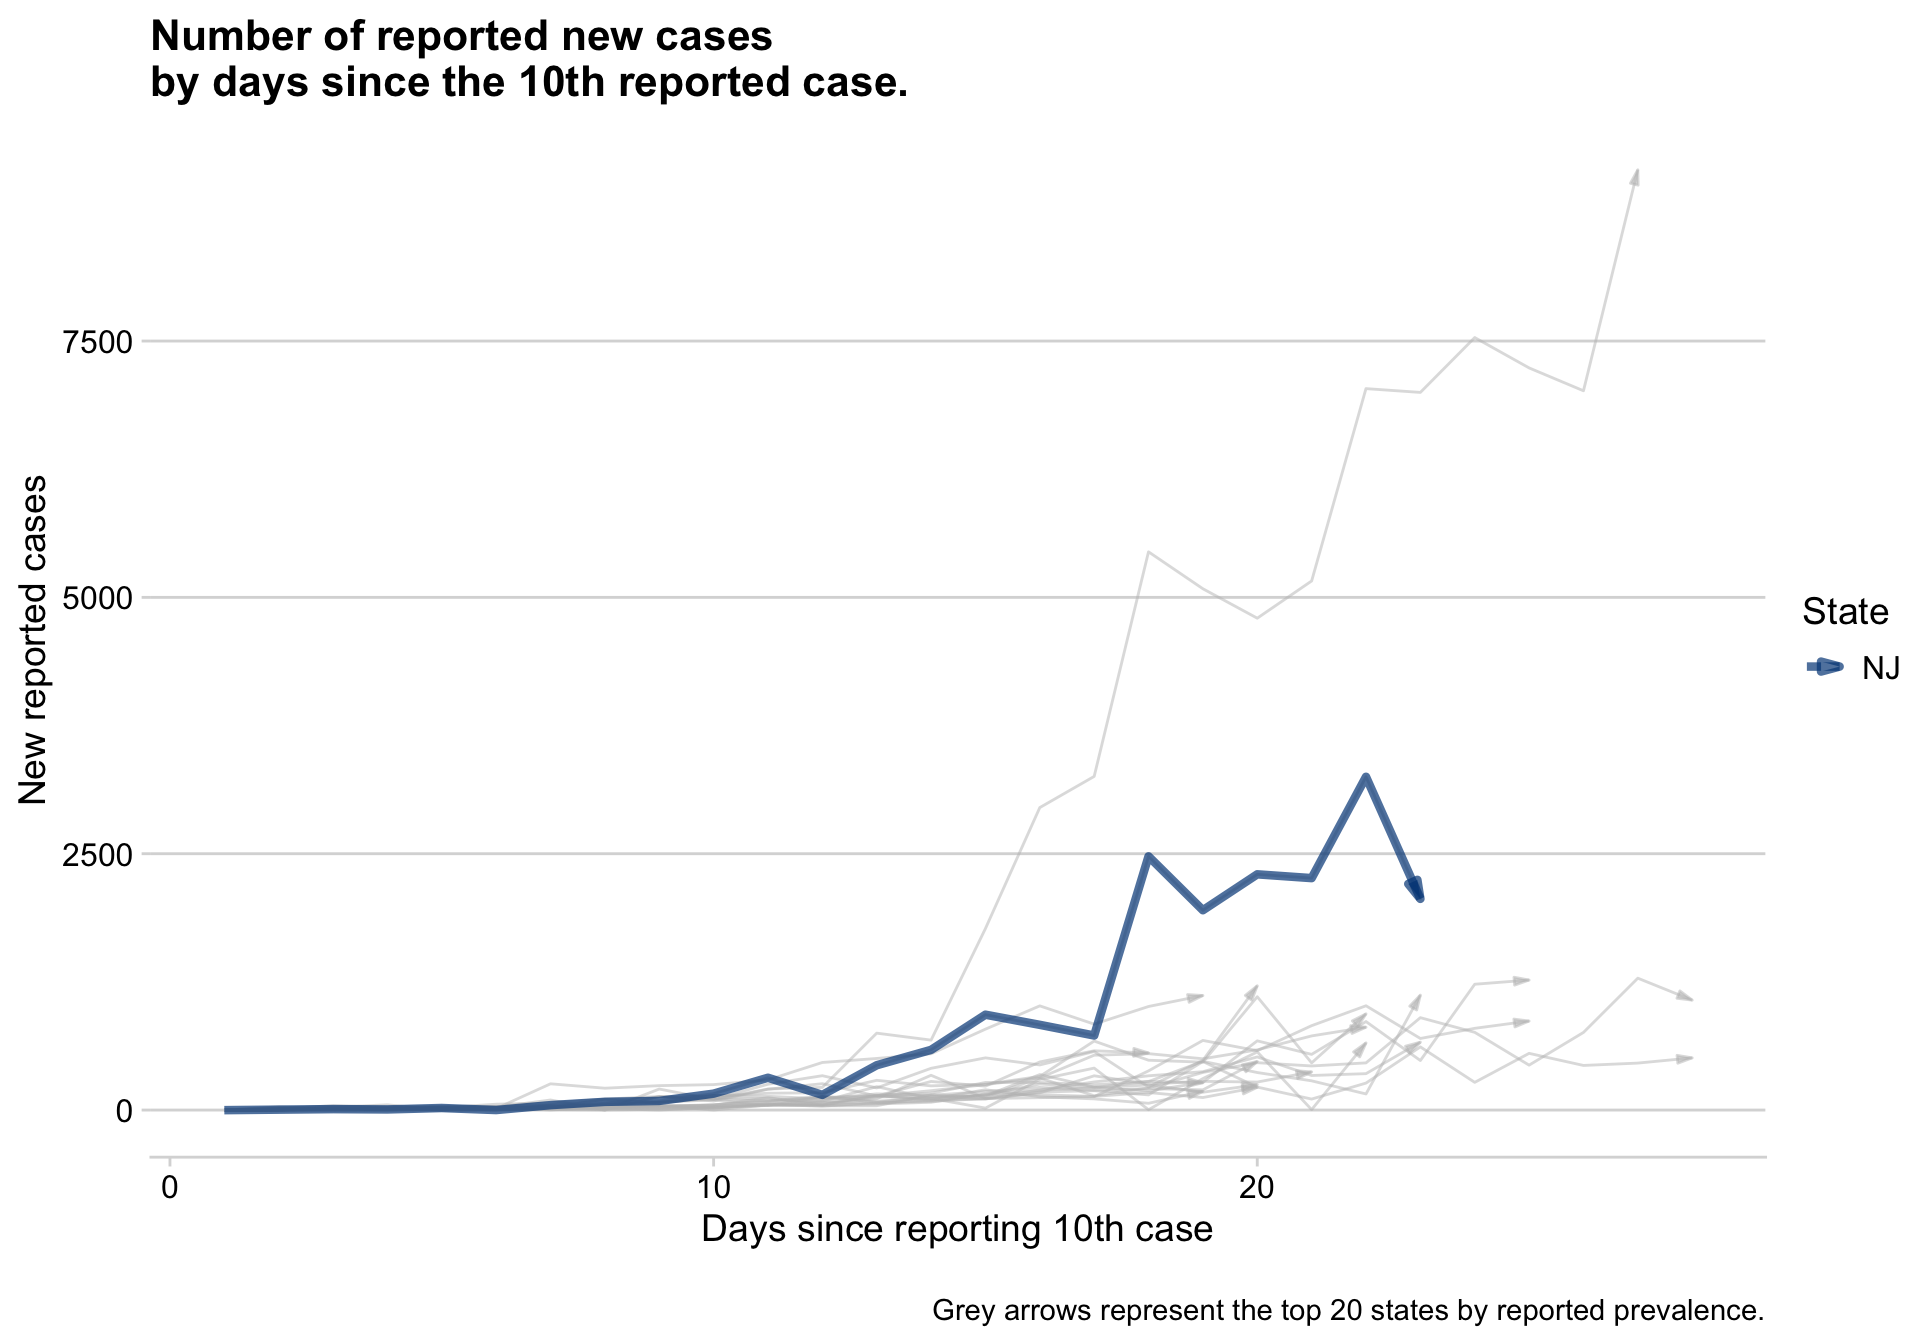 Number of reported new cases
by days since the 10th reported case.
New reported cases
7500
5000
2500
0
0
10
20
Days since reporting 10th case
State
NJ
Grey arrows represent the top 20 states by reported prevalence.